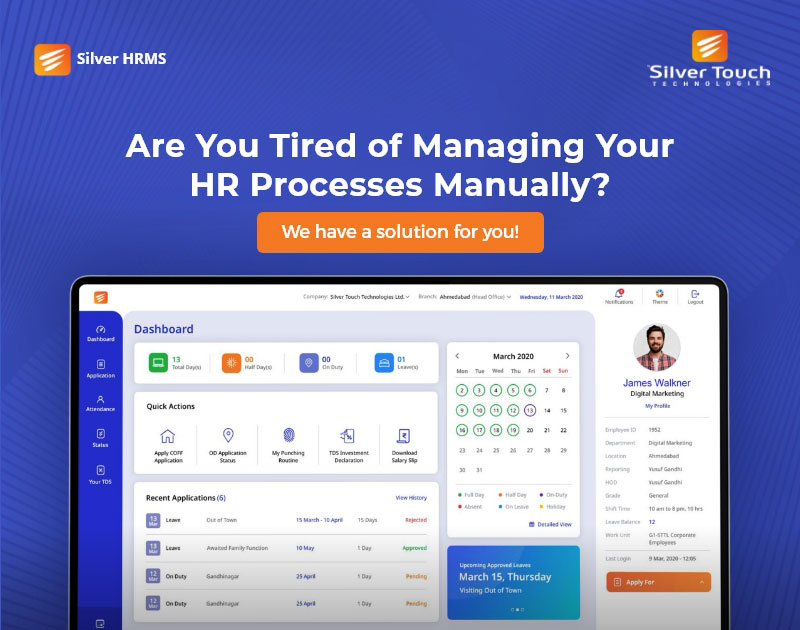 Silver HRMS
Silver Touch
TECHNOLOGIES
Are You Tired of Managing Your
HR Processes Manually?
We have a solution for you!
Company: Silver Touch Technologies Ltd.
Branch: Ahmedabad (Head Office)
Wednesday, 11 March 2020
Notifications
Theme
Logout
Dashboard
Application
Attendance
Status
Your TDS
Dashboard
13
Total Day(s)
00
Half Day(s)
00
On Duty
01
Leave(s)
Quick Actions
Apply COFF
Application
OD Application
Status
My Punching
Routine
TDS Investment
Declaration
Download
Salary Slip
Recent Applications (6)
View History
13 Mar Leave Out of Town 15 March - 10 April 15 Days Rejected
13 Mar Leave Awaited Family Function 10 May 1 Day Approved
12 Mar On Duty Gandhinagar 25 April 1 Day Pending
12 Mar On Duty Gandhinagar 25 April 1 Day Pending
March 2020
Mon Tue Wed Thu Fri Sat Sun
2 3 4 5 6 7 8
9 10 11 12 13 14 15
16 17 18 19 20 21 22
23 24 25 26 27 28 29
30 31
Full Day Half Day On-Duty
Absent On Leave Holiday
Detailed View
Upcoming Approved Leaves
March 15, Thursday
Visiting Out of Town
James Walkner
Digital Marketing
My Profile
Employee ID 1952
Department Digital Marketing
Location Ahmedabad
Reporting Yusuf Gandhi
HOD Yusuf Gandhi
Grade General
Shift Time 10 am to 8 pm, 10 hrs
Leave Balance 12
Work Unit G1-STTL Corporate
Employees
Last Login 9 Mar, 2020 - 12:05
Apply For